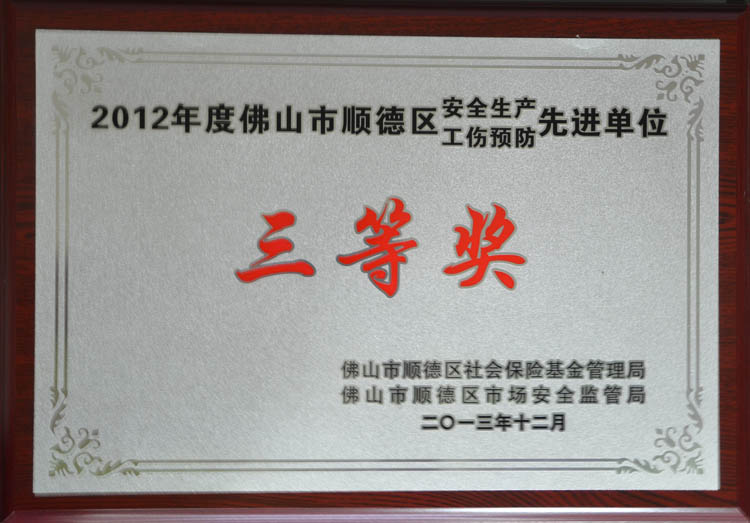 2012年度佛山市顺德区安全生产工伤预防先进单位
三等奖
佛山市顺德区社会保险基金管理局
佛山市顺德区市场安全监管局
二〇一三年十二月